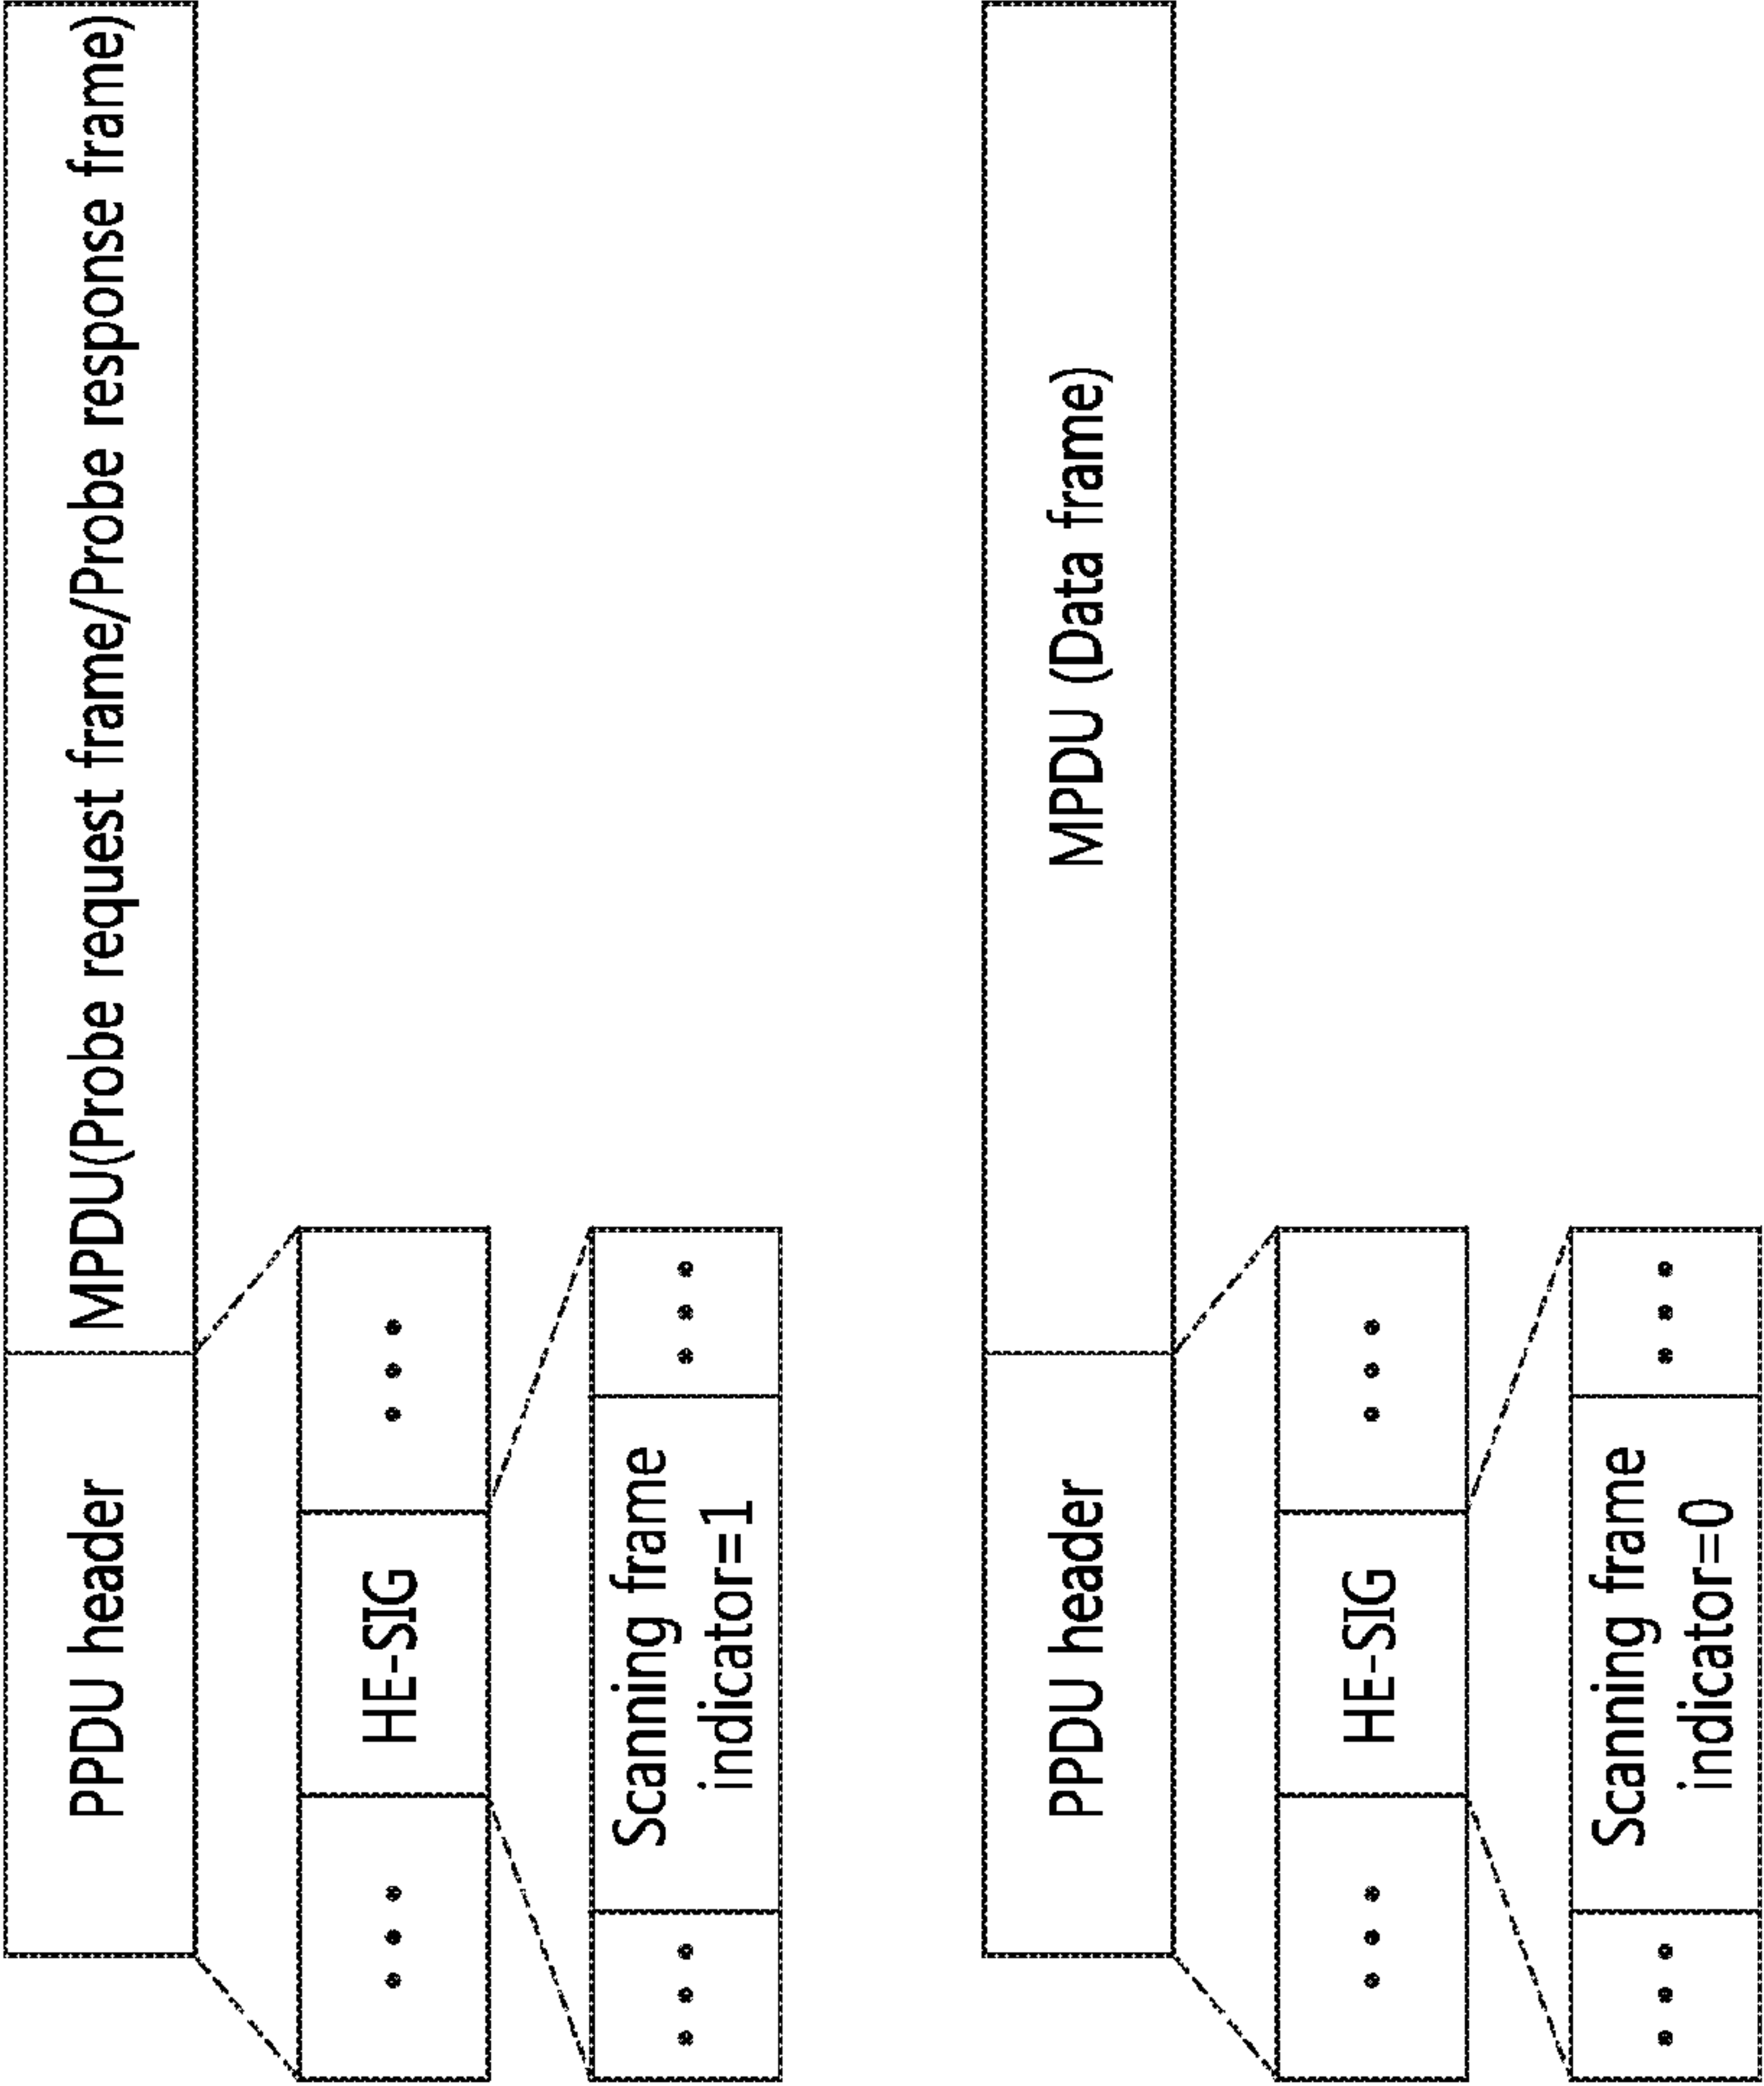 PPDU header
MPDU(Probe request frame/Probe response frame)
• • •
HE-SIG
• • •
• • •
Scanning frame
indicator=1
• • •
PPDU header
MPDU (Data frame)
• • •
HE-SIG
• • •
• • •
Scanning frame
indicator=0
• • •